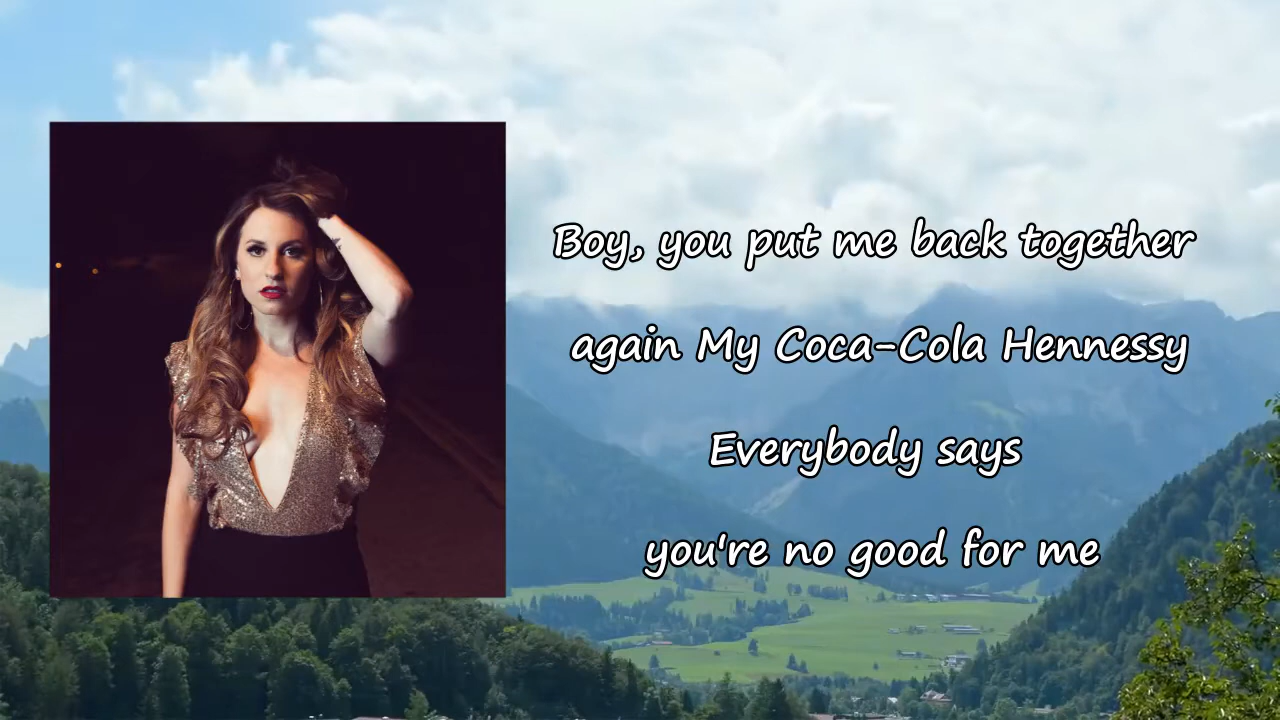 Boy, you put me back together
again My Coca-Cola Hennessy
Everybody says
you're no good for me